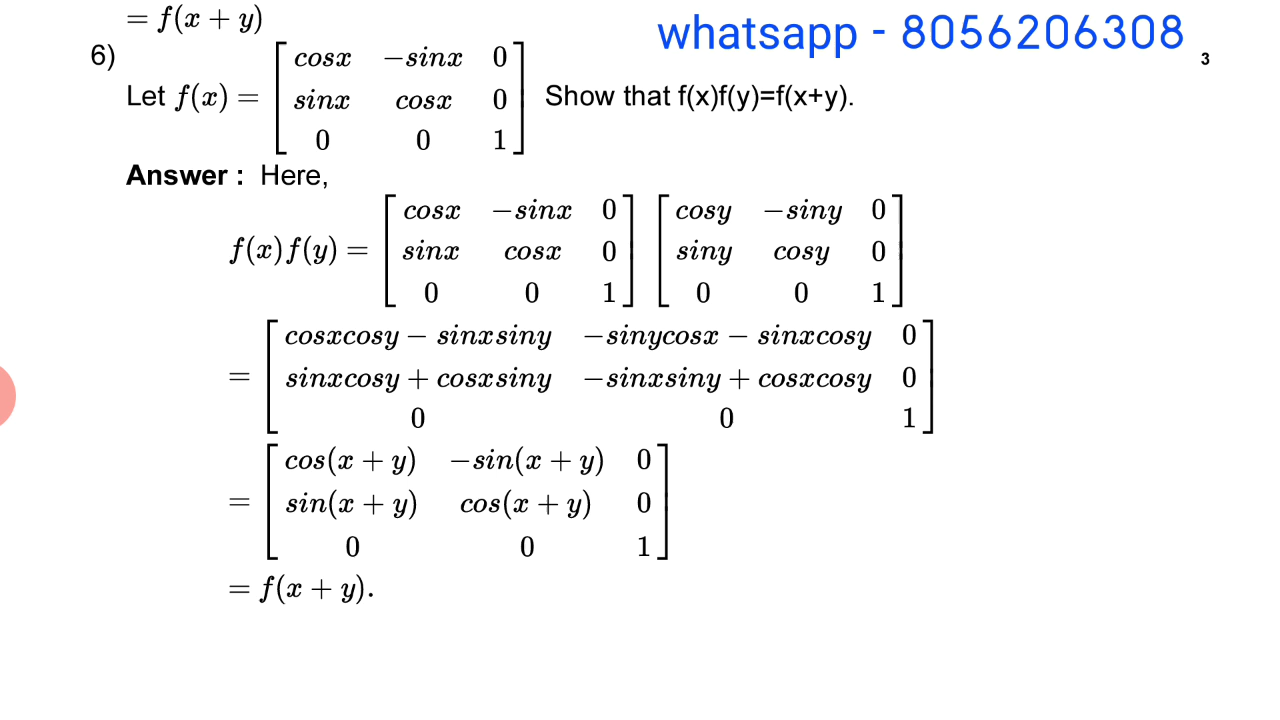 = f(x + y)
whatsapp - 8056206308
3
6)
Let f(x) = [ cosx −sinx 0
sinx cosx 0
0 0 1 ] Show that f(x)f(y)=f(x+y).
Answer : Here,
f(x)f(y) = [ cosx −sinx 0
sinx cosx 0
0 0 1 ] [ cosy −siny 0
siny cosy 0
0 0 1 ]
= [ cosxcosy − sinxsiny −sinycosx − sinxcosy 0
sinxcosy + cosxsiny −sinxsiny + cosxcosy 0
0 0 1 ]
= [ cos(x + y) −sin(x + y) 0
sin(x + y) cos(x + y) 0
0 0 1 ]
= f(x + y).